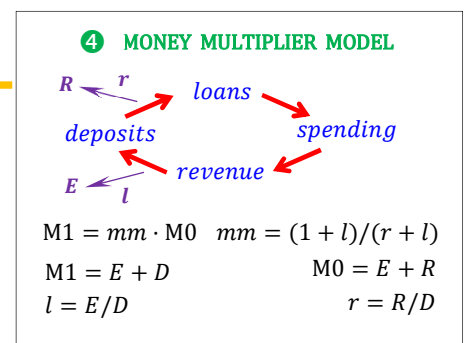 ❹ MONEY MULTIPLIER MODEL
R r loans
deposits spending
E l revenue
M1 = mm · M0 mm = (1 + l)/(r + l)
M1 = E + D M0 = E + R
l = E/D r = R/D